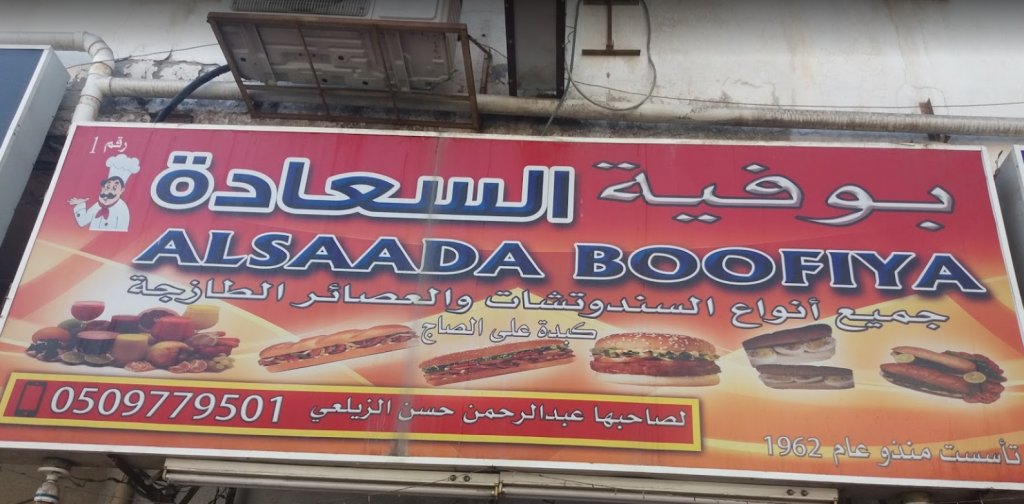 رقم 1
بوفية السعادة
ALSAADA BOOFIYA
جميع أنواع السندوتشات والعصائر الطازجة
كبدة على الصاج
لصاحبها عبدالرحمن حسن الزيلعي 0509779501
تأسست منذو عام 1962